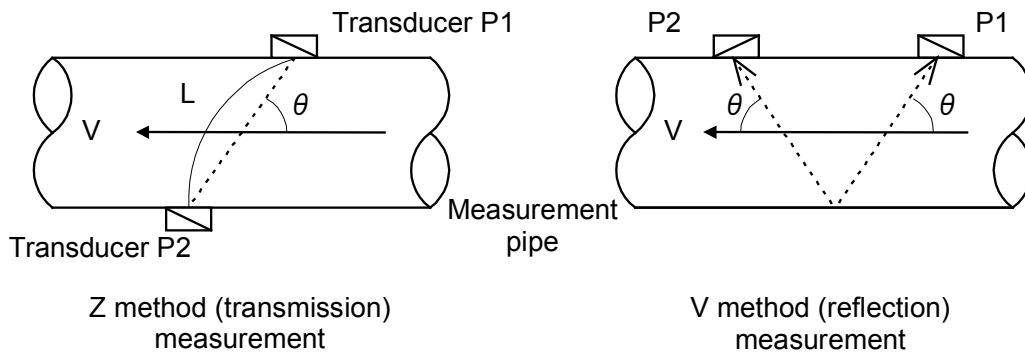 Transducer P1
L
θ
V
Transducer P2
Z method (transmission)
measurement
Measurement
pipe
P2
P1
θ
θ
V
V method (reflection)
measurement